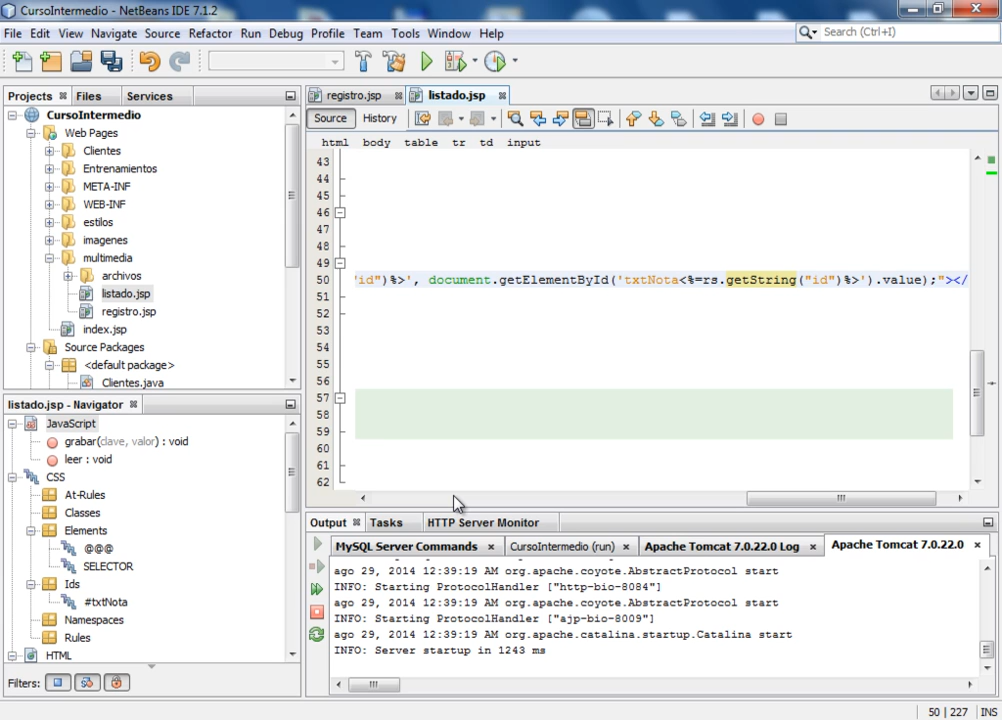 CursoIntermedio - NetBeans IDE 7.1.2
File Edit View Navigate Source Refactor Run Debug Profile Team Tools Window Help
Search (Ctrl+I)
Projects Files Services
CursoIntermedio
Web Pages
Clientes
Entrenamientos
META-INF
WEB-INF
estilos
imagenes
multimedia
archivos
listado.jsp
registro.jsp
index.jsp
Source Packages
<default package>
Clientes.java
listado.jsp - Navigator
JavaScript
grabar(clave, valor) : void
leer : void
CSS
At-Rules
Classes
Elements
@@@
SELECTOR
Ids
#txtNota
Namespaces
Rules
HTML
Filters:
registro.jsp listado.jsp
Source History
html body table tr td input
43
44
45
46
47
48
49
50 'id")%>', document.getElementById('txtNota<%=rs.getString("id")%>').value);"></
51
52
53
54
55
56
57
58
59
60
61
62
Output Tasks HTTP Server Monitor
MySQL Server Commands CursoIntermedio (run) Apache Tomcat 7.0.22.0 Log Apache Tomcat 7.0.22.0
ago 29, 2014 12:39:19 AM org.apache.coyote.AbstractProtocol start
INFO: Starting ProtocolHandler ["http-bio-8084"]
ago 29, 2014 12:39:19 AM org.apache.coyote.AbstractProtocol start
INFO: Starting ProtocolHandler ["ajp-bio-8009"]
ago 29, 2014 12:39:19 AM org.apache.catalina.startup.Catalina start
INFO: Server startup in 1243 ms
50 | 227 INS